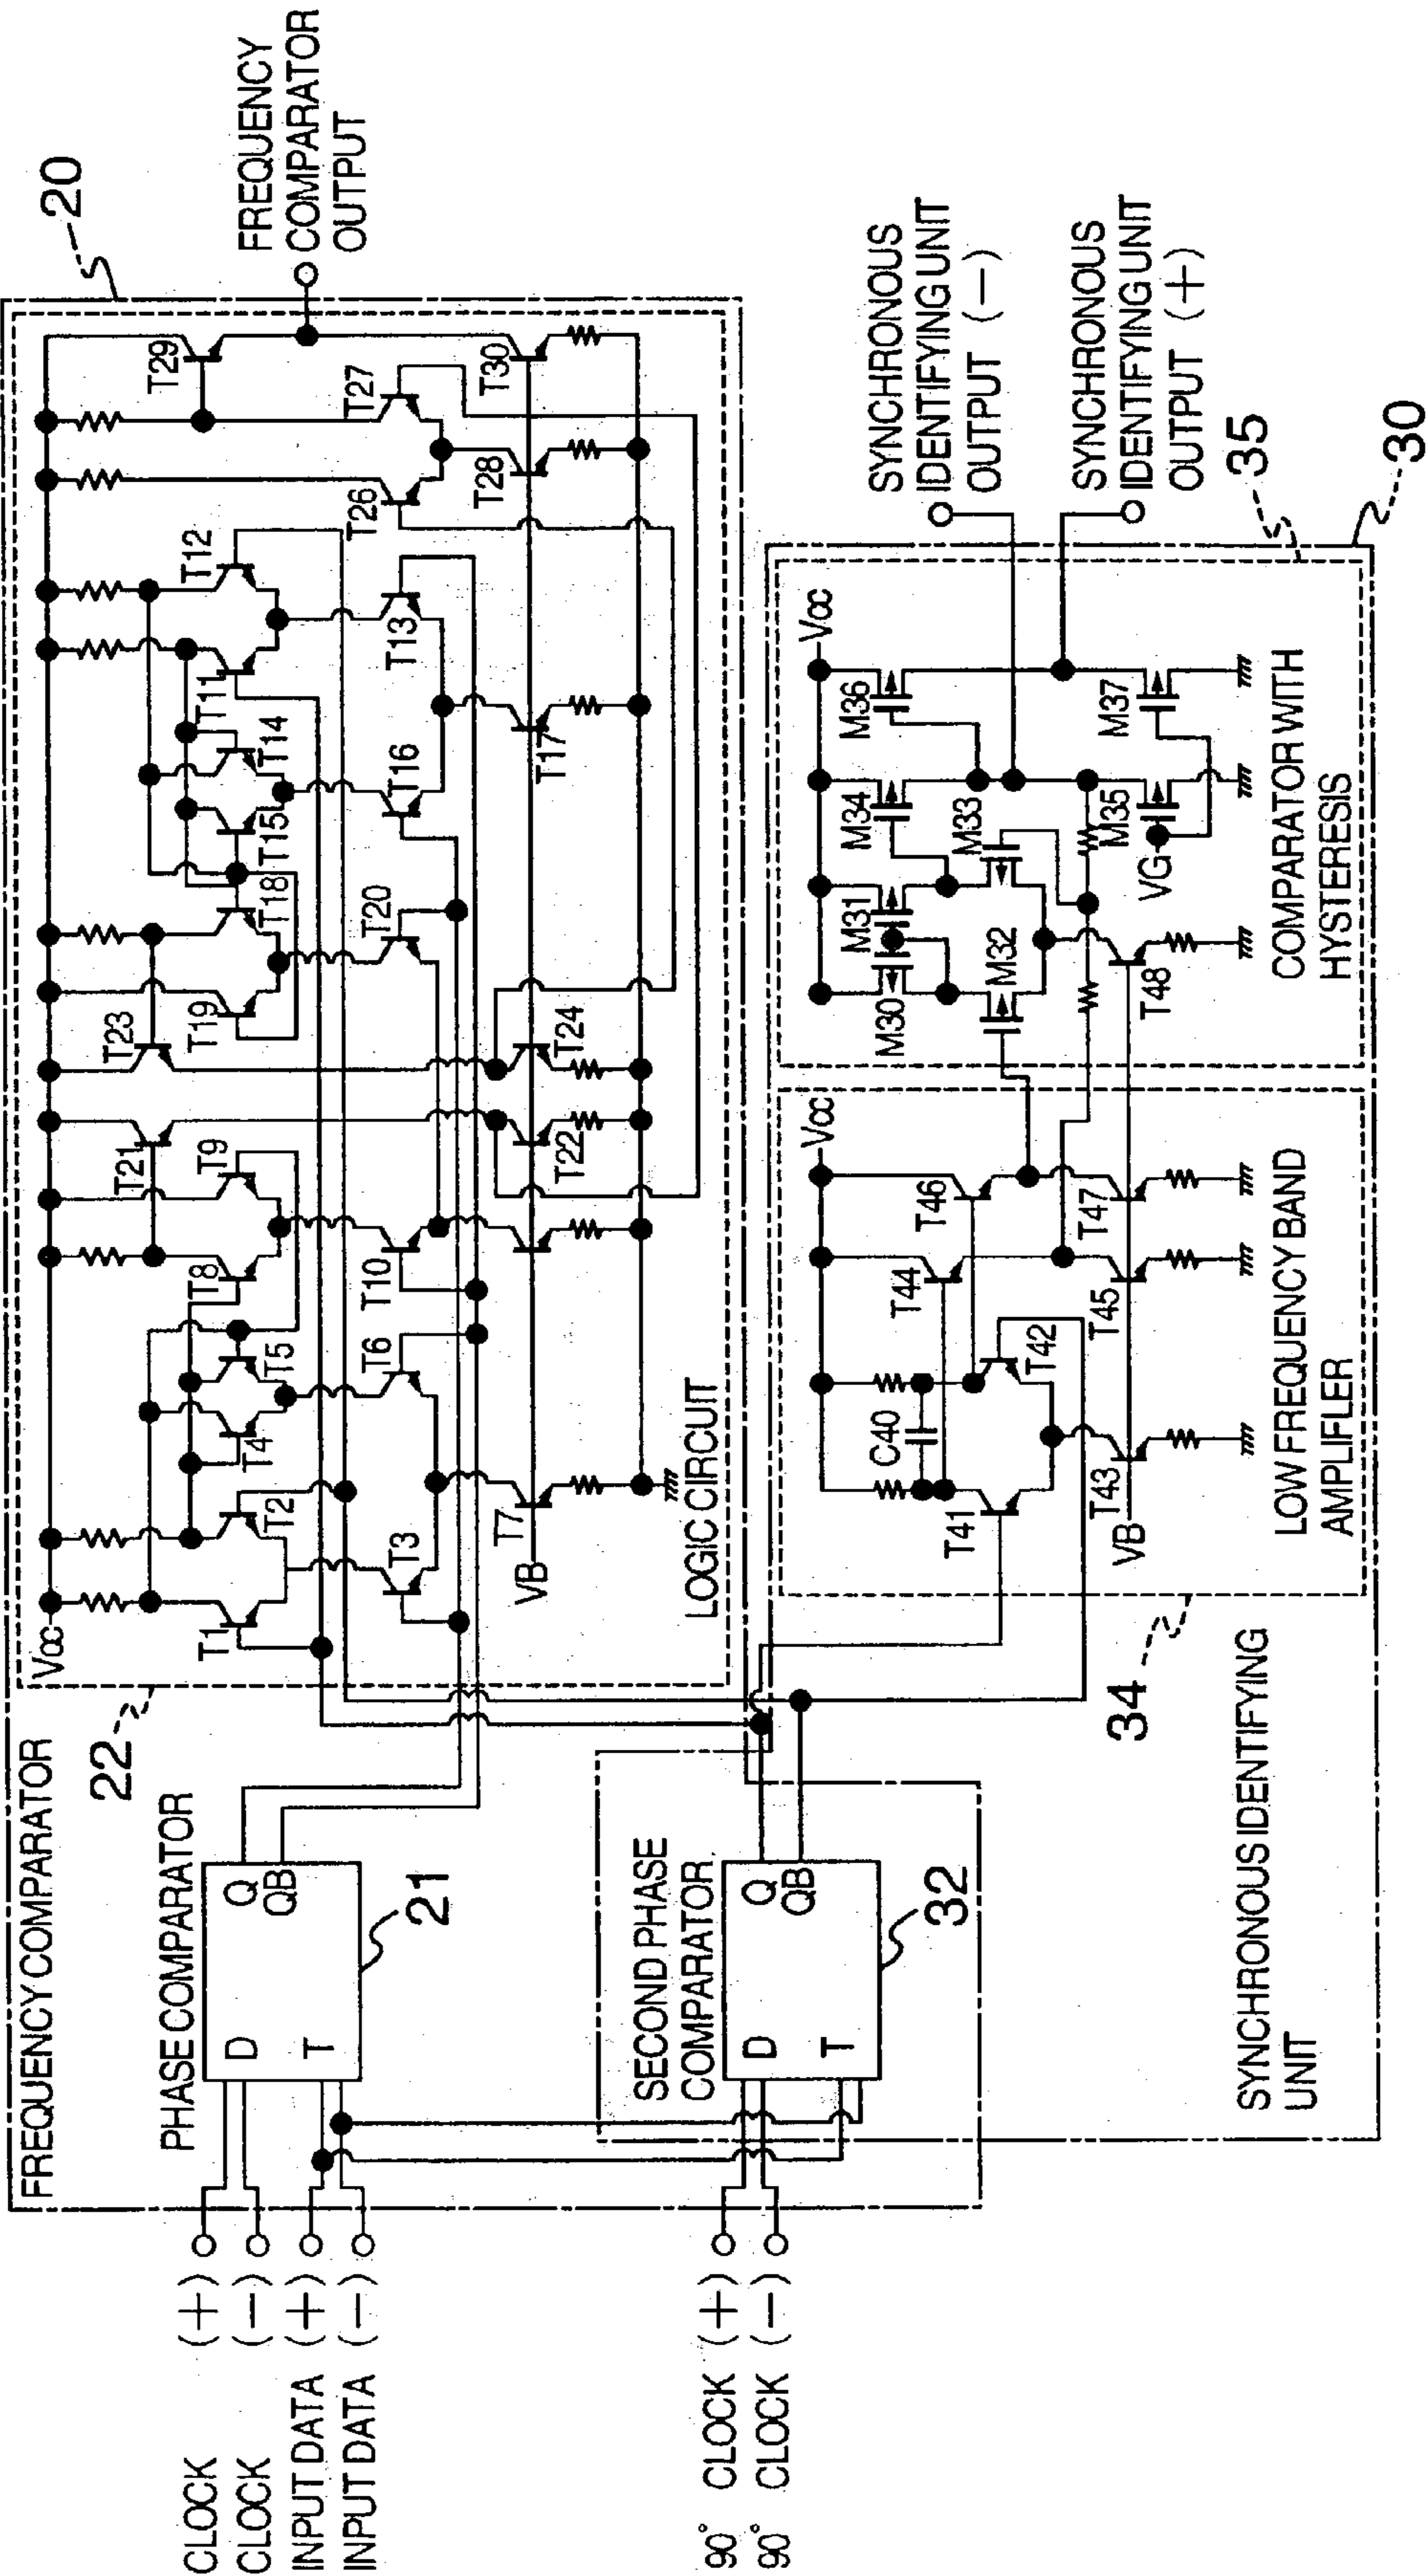 FREQUENCY COMPARATOR
20
22
Vcc
PHASE COMPARATOR
D
T
Q
QB
21
CLOCK (+)
CLOCK (−)
INPUT DATA (+)
INPUT DATA (−)
T1
T2
T3
T4
T5
T6
T7
VB
T8
T9
T10
T21
T22
T23
T24
T19
T18
T20
T15
T14
T16
T17
T11
T12
T13
T26
T27
T28
T29
T30
LOGIC CIRCUIT
FREQUENCY
COMPARATOR
OUTPUT
90° CLOCK (+)
90° CLOCK (−)
SECOND PHASE
COMPARATOR
D
T
Q
QB
32
SYNCHRONOUS IDENTIFYING
UNIT
34
Vcc
C40
T41
T42
T43
VB
T44
T45
T46
T47
LOW FREQUENCY BAND
AMPLIFLER
Vcc
M30
M31
M32
M33
M34
M35
M36
M37
VG
T48
COMPARATOR WITH
HYSTERESIS
35
30
SYNCHRONOUS
IDENTIFYING UNIT
OUTPUT (−)
SYNCHRONOUS
IDENTIFYING UNIT
OUTPUT (+)